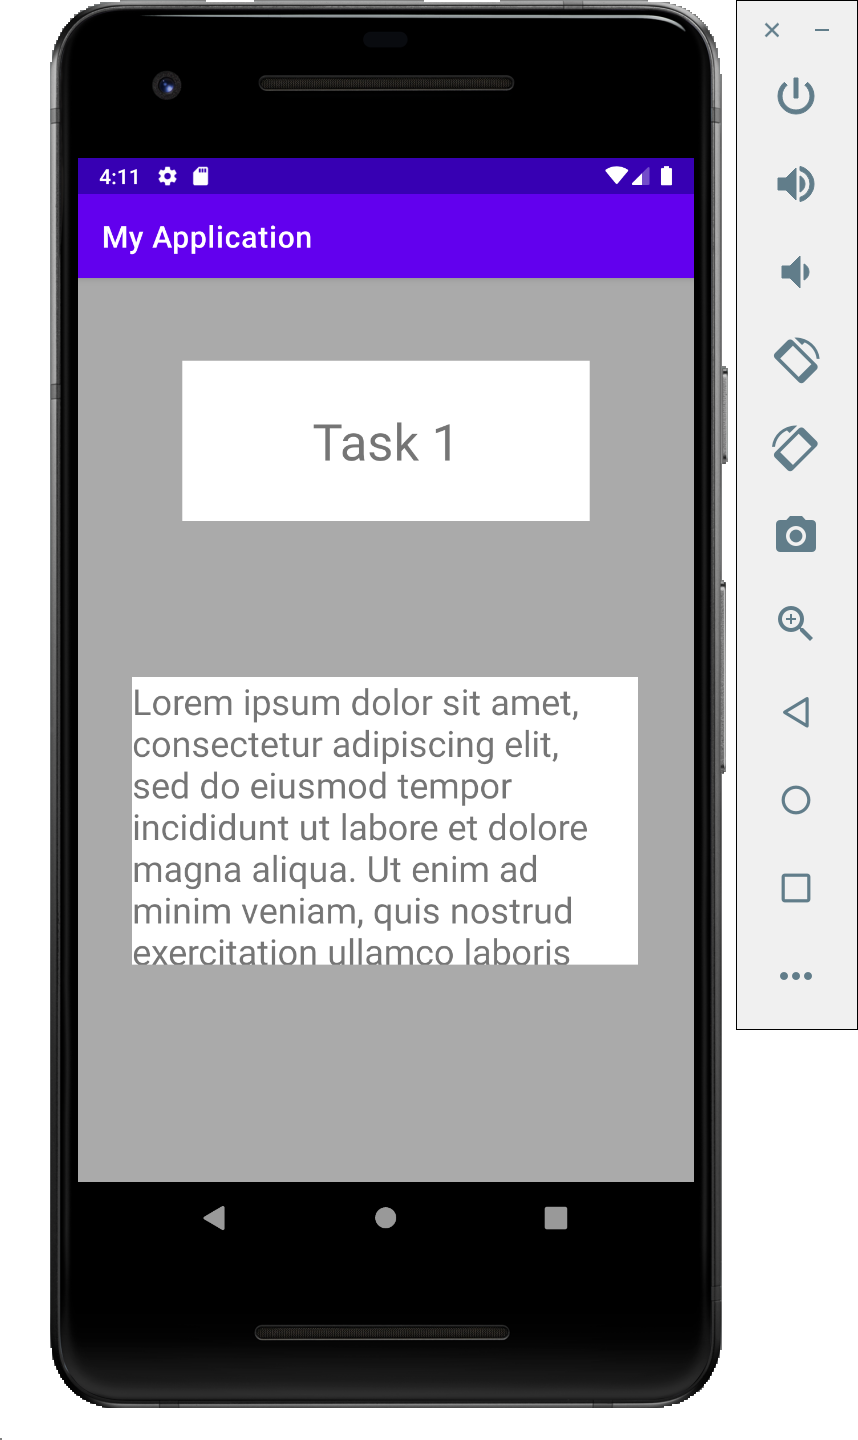 4:11
My Application
Task 1
Lorem ipsum dolor sit amet,
consectetur adipiscing elit,
sed do eiusmod tempor
incididunt ut labore et dolore
magna aliqua. Ut enim ad
minim veniam, quis nostrud
exercitation ullamco laboris